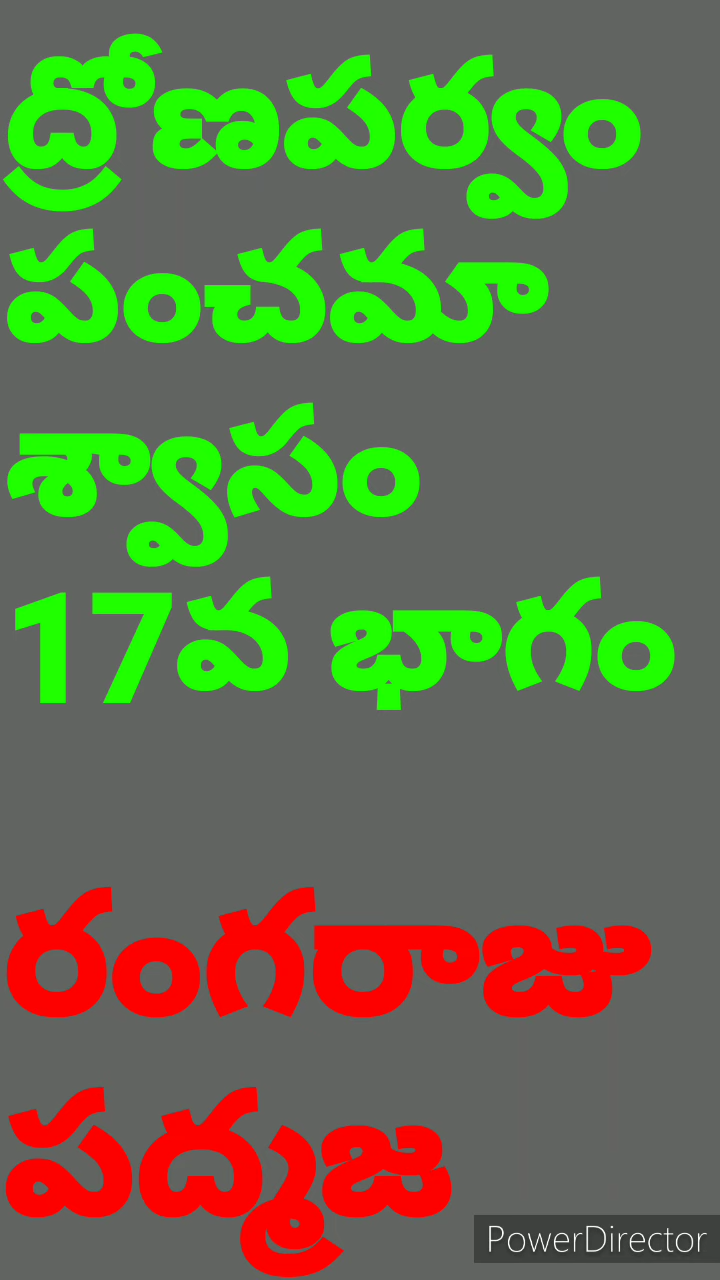 ద్రోణపర్వం
పంచమా
శ్వాసం
17వ భాగం
రంగరాజు
పద్మజ
PowerDirector